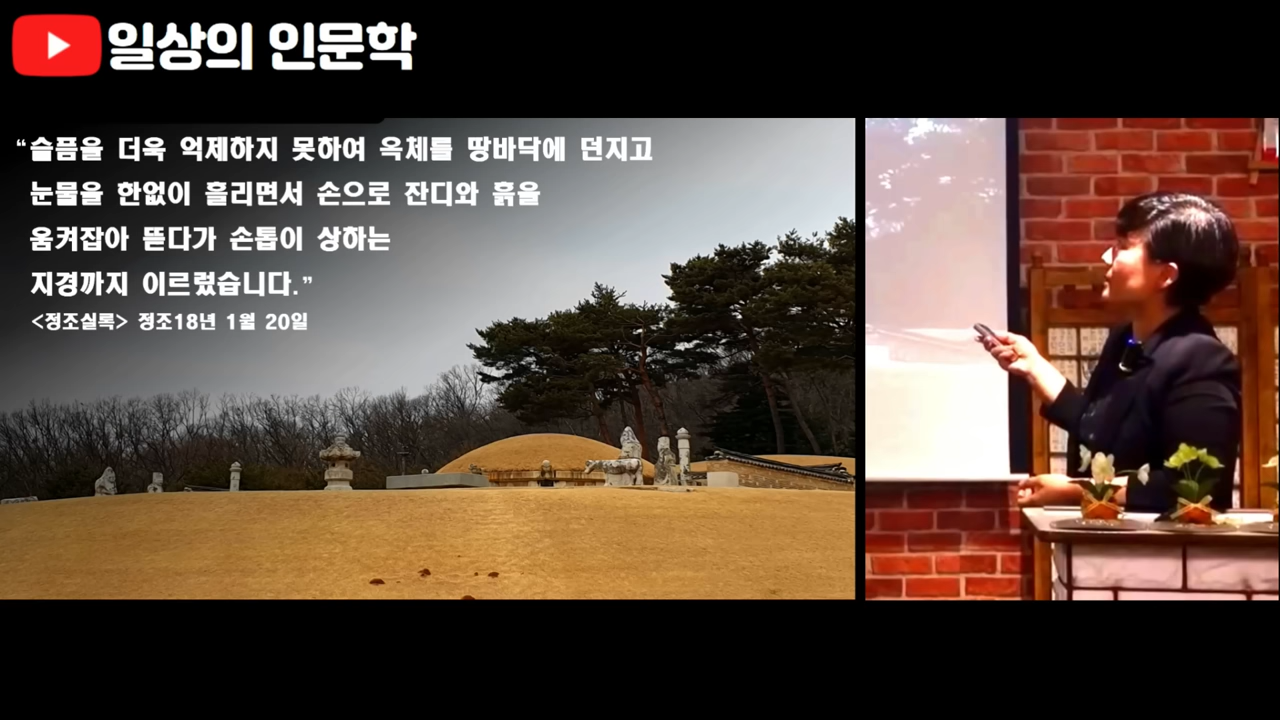 일상의 인문학
“슬픔을 더욱 억제하지 못하여 옥체를 땅바닥에 던지고
눈물을 한없이 흘리면서 손으로 잔디와 흙을
움켜잡아 뜯다가 손톱이 상하는
지경까지 이르렀습니다.”
<정조실록> 정조18년 1월 20일